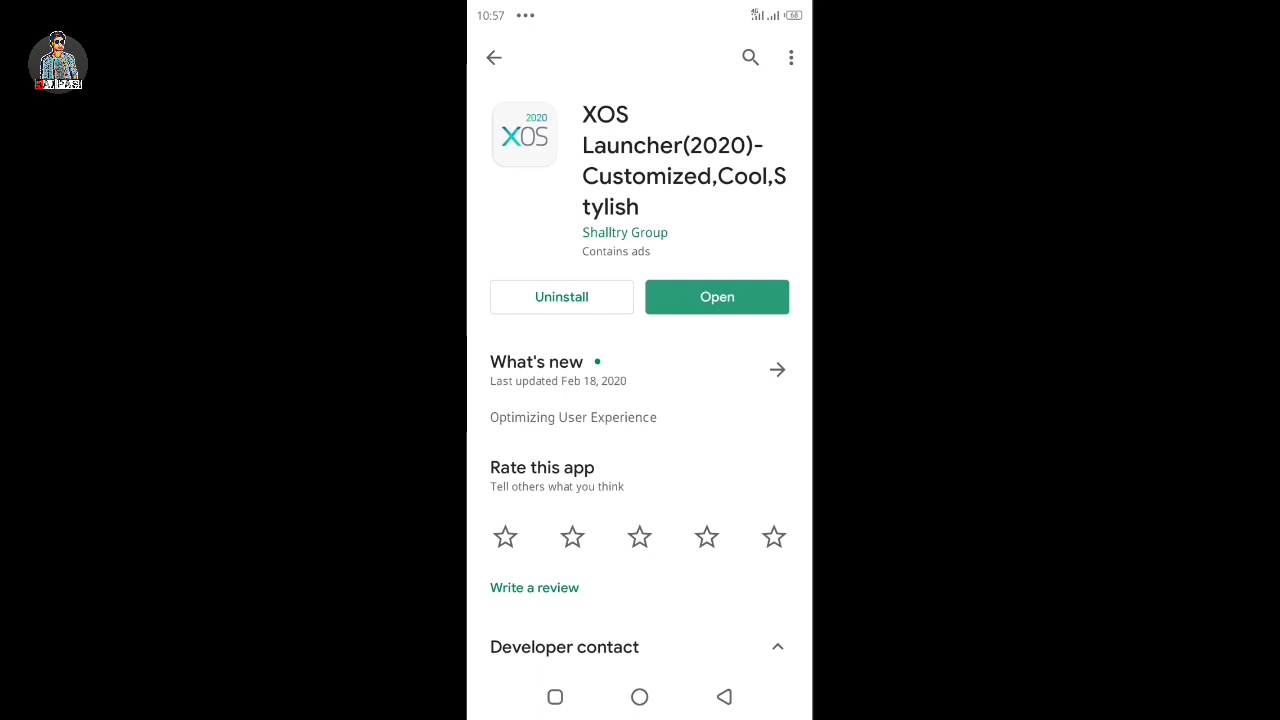 10:57
4G
68
2020
XOS
XOS
Launcher(2020)-
Customized,Cool,S
tylish
Shalltry Group
Contains ads
Uninstall
Open
What's new
Last updated Feb 18, 2020
Optimizing User Experience
Rate this app
Tell others what you think
Write a review
Developer contact